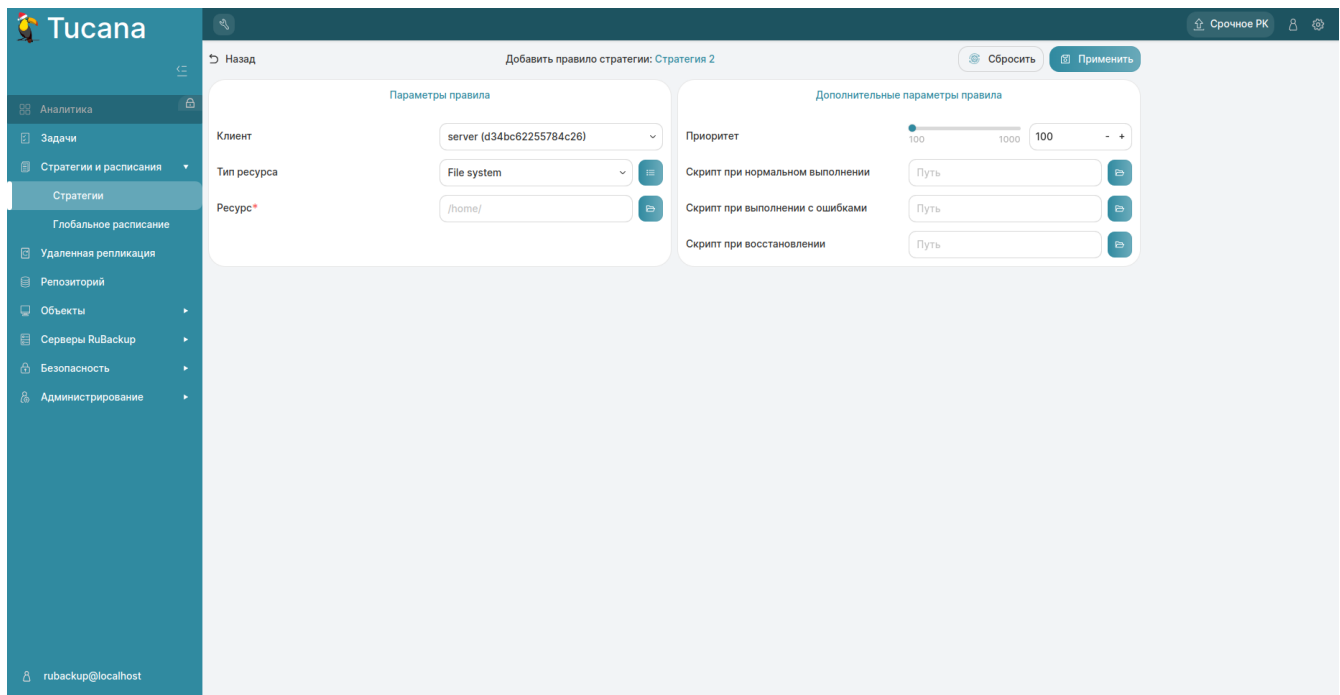 Tucana
Срочное РК
Назад
Добавить правило стратегии: Стратегия 2
Сбросить
Применить
Аналитика
Задачи
Стратегии и расписания
Стратегии
Глобальное расписание
Удаленная репликация
Репозиторий
Объекты
Серверы RuBackup
Безопасность
Администрирование
rubackup@localhost
Параметры правила
Клиент
server (d34bc62255784c26)
Тип ресурса
File system
Ресурс*
/home/
Дополнительные параметры правила
Приоритет
100 1000
100 - +
Скрипт при нормальном выполнении
Путь
Скрипт при выполнении с ошибками
Путь
Скрипт при восстановлении
Путь